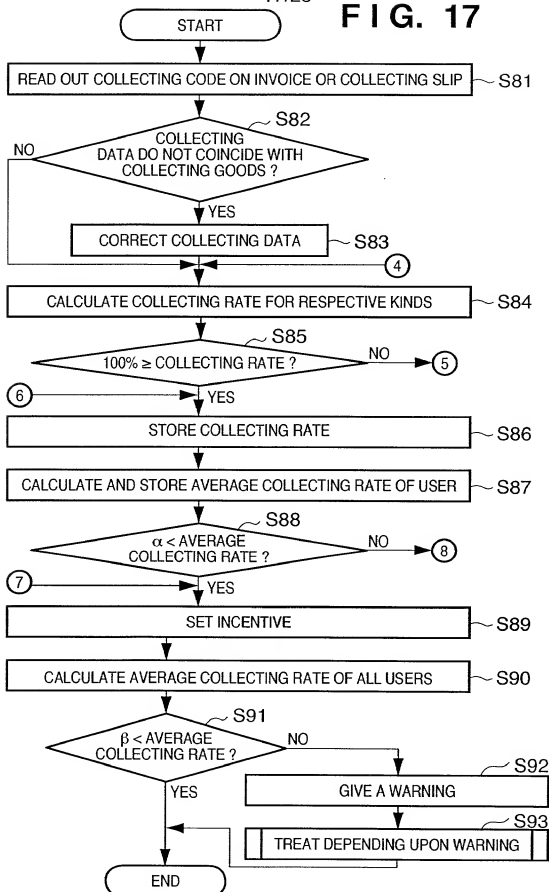 FIG. 17
START
READ OUT COLLECTING CODE ON INVOICE OR COLLECTING SLIP
S81
S82
COLLECTING
DATA DO NOT COINCIDE WITH
COLLECTING GOODS ?
NO
YES
CORRECT COLLECTING DATA
S83
4
CALCULATE COLLECTING RATE FOR RESPECTIVE KINDS
S84
S85
100% ≥ COLLECTING RATE ?
NO
5
6
YES
STORE COLLECTING RATE
S86
CALCULATE AND STORE AVERAGE COLLECTING RATE OF USER
S87
S88
α < AVERAGE
COLLECTING RATE ?
NO
8
7
YES
SET INCENTIVE
S89
CALCULATE AVERAGE COLLECTING RATE OF ALL USERS
S90
S91
β < AVERAGE
COLLECTING RATE ?
NO
YES
S92
GIVE A WARNING
S93
TREAT DEPENDING UPON WARNING
END